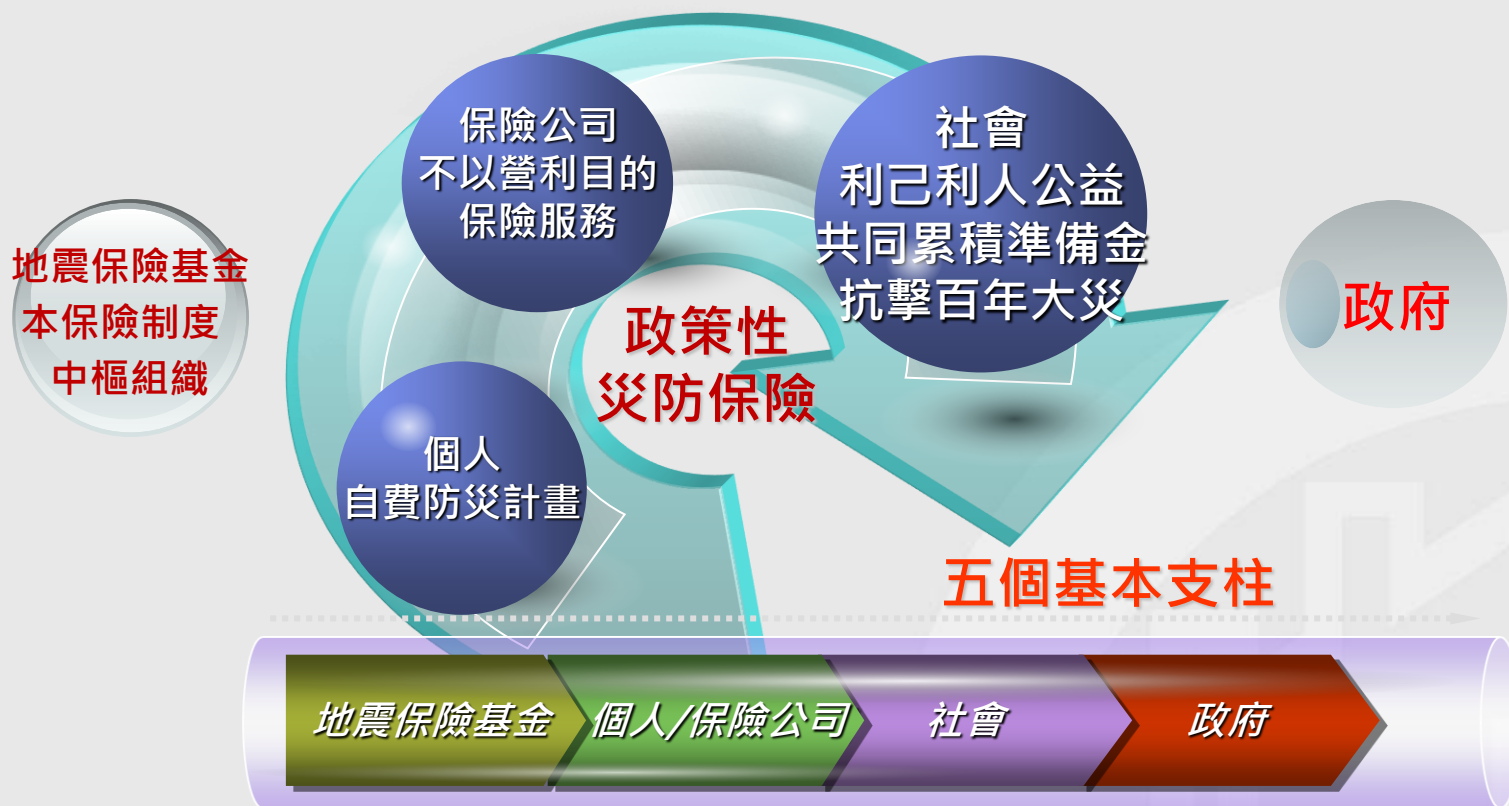 保險公司
不以營利目的
保險服務
社會
利己利人公益
共同累積準備金
抗擊百年大災
地震保險基金
本保險制度
中樞組織
政策性
災防保險
政府
個人
自費防災計畫
五個基本支柱
地震保險基金
個人/保險公司
社會
政府